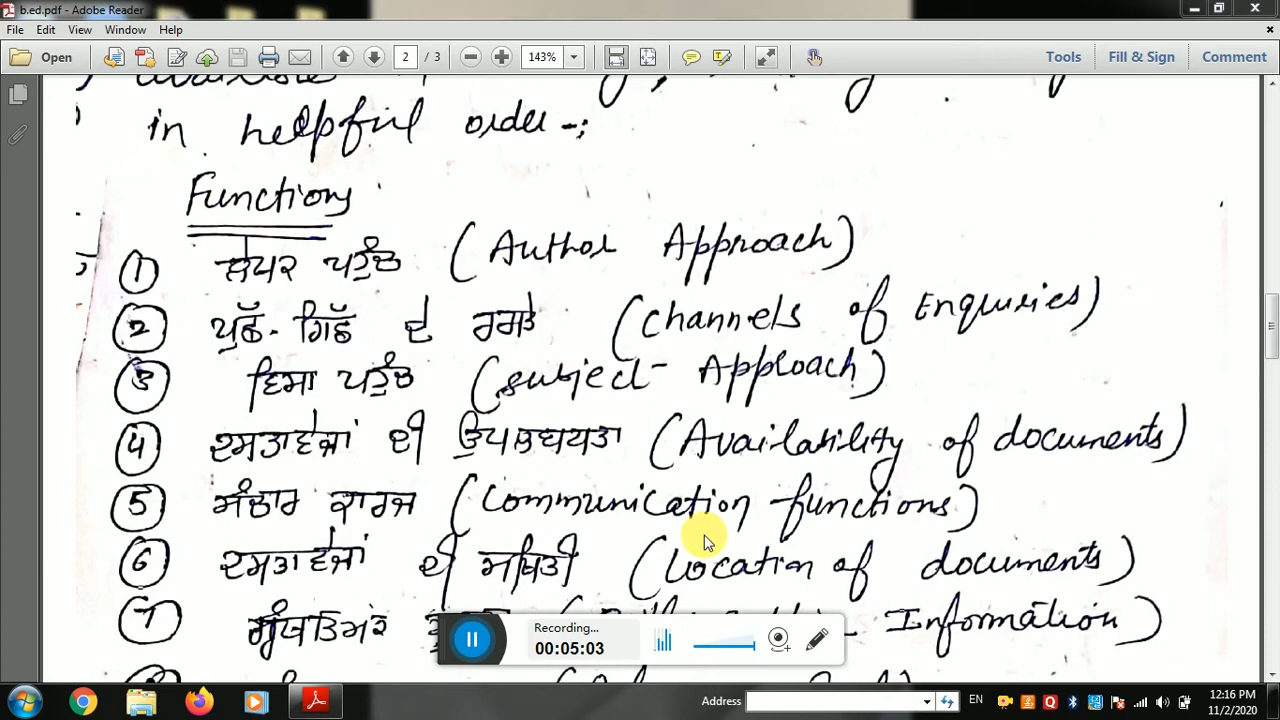 b.ed.pdf - Adobe Reader
File Edit View Window Help
Open 2 / 3 143% Tools Fill & Sign Comment
available
in helpful order -:
Functions
① ਲੇਖਕ ਪਹੁੰਚ (Author Approach)
② ਪੁੱਛ-ਗਿੱਛ ਦੇ ਰਸਤੇ (Channels of Enquiries)
③ ਵਿਸ਼ਾ ਪਹੁੰਚ (subject-Approach)
④ ਦਸਤਾਵੇਜਾਂ ਦੀ ਉਪਲਬਧਤਾ (Availability of documents)
⑤ ਸੰਚਾਰ ਕਾਰਜ (Communication functions)
⑥ ਦਸਤਾਵੇਜਾਂ ਦੀ ਸਥਿਤੀ (Location of documents)
⑦ Information)
Recording...
00:05:03
Address EN 12:16 PM
11/2/2020